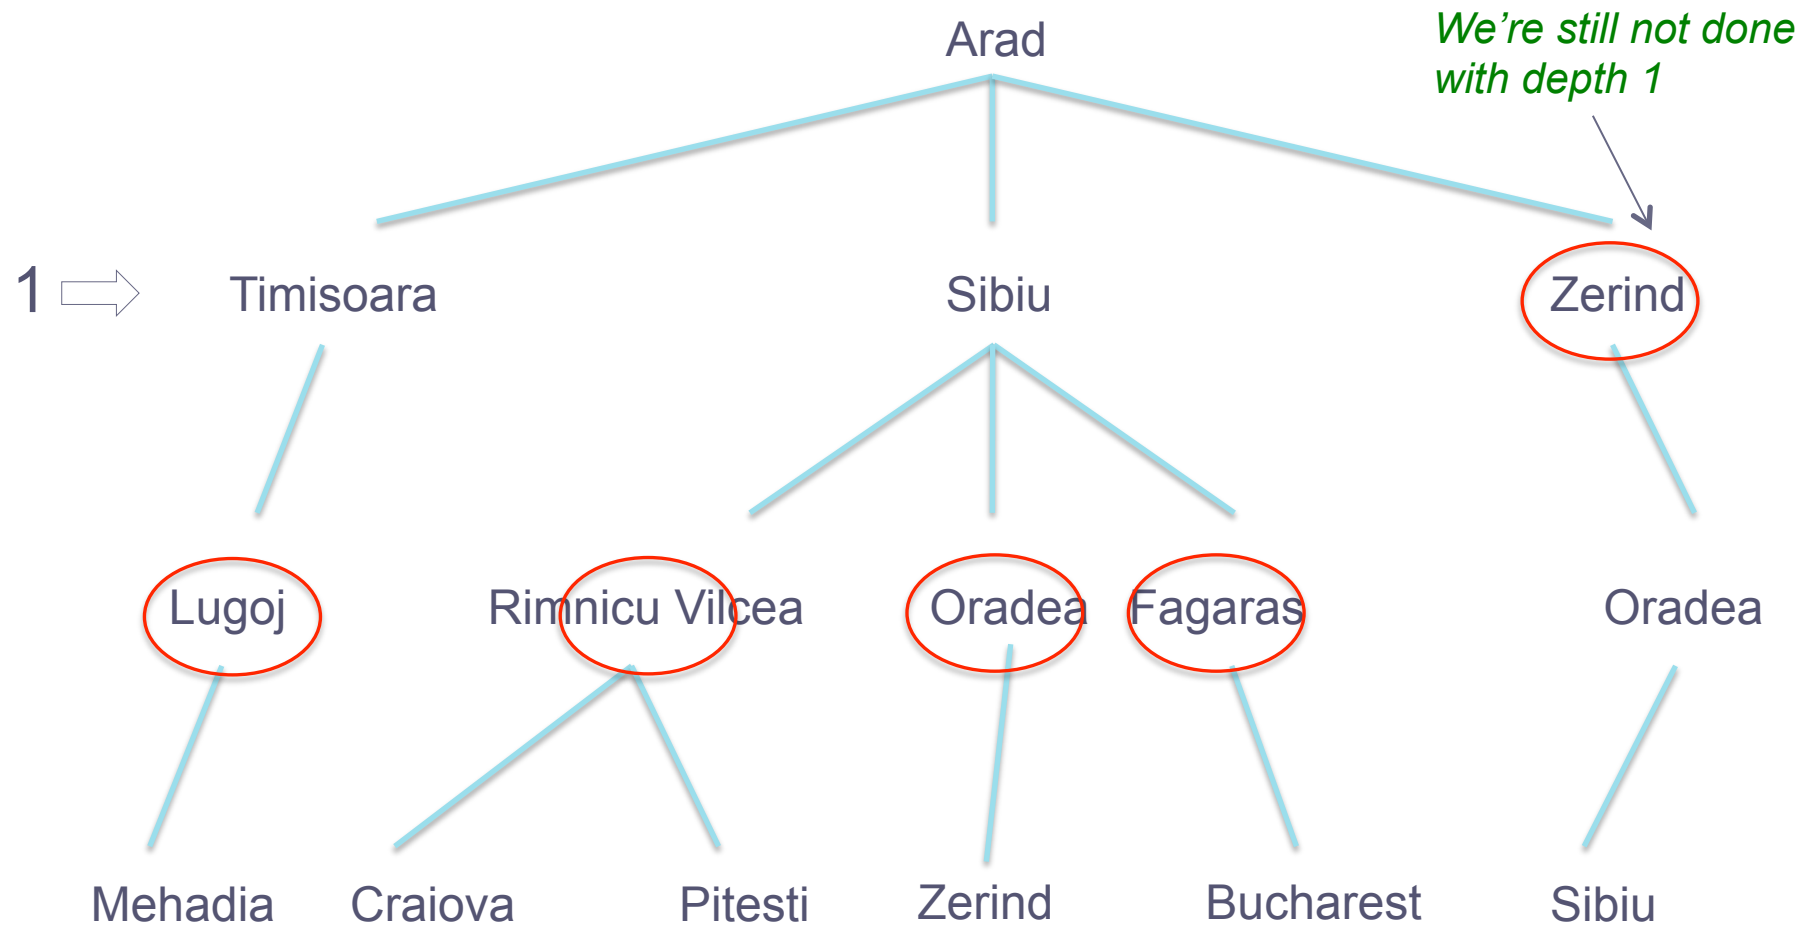 Arad
We’re still not done
with depth 1
1
Timisoara
Sibiu
Zerind
Lugoj
Rimnicu Vilcea
Oradea
Fagaras
Oradea
Mehadia
Craiova
Pitesti
Zerind
Bucharest
Sibiu